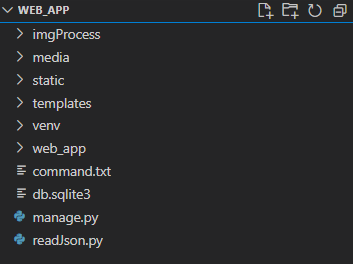 WEB_APP
imgProcess
media
static
templates
venv
web_app
command.txt
db.sqlite3
manage.py
readJson.py